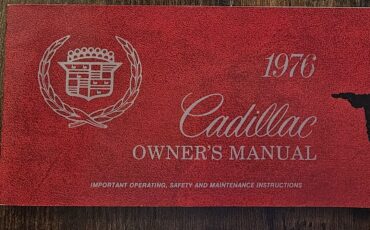 1976
Cadillac
OWNER'S MANUAL
IMPORTANT OPERATING, SAFETY AND MAINTENANCE INSTRUCTIONS